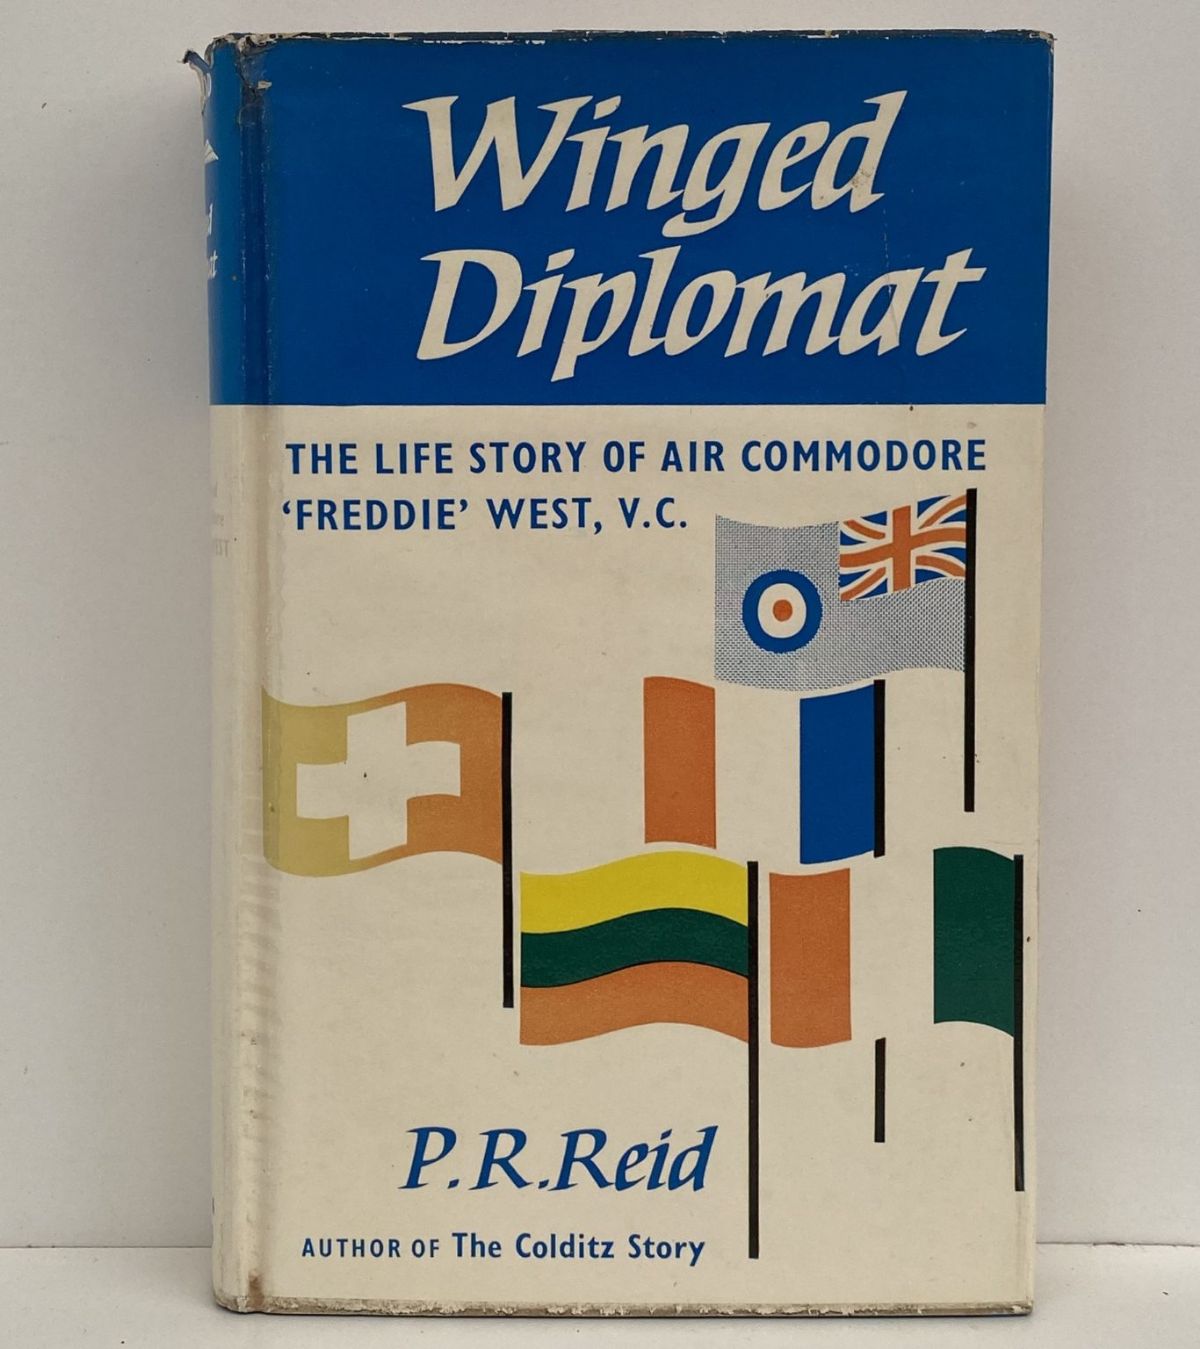 Winged
Diplomat
THE LIFE STORY OF AIR COMMODORE
‘FREDDIE’ WEST, V.C.
P.R.Reid
AUTHOR OF The Colditz Story